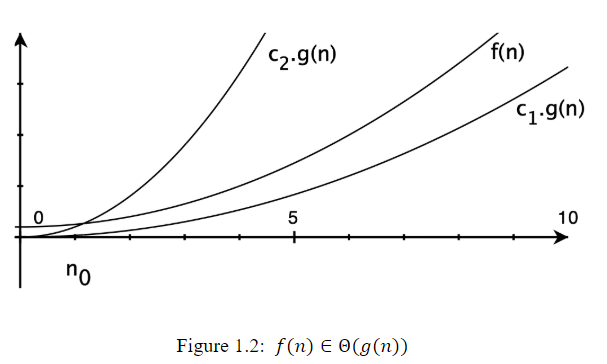 c₂.g(n)
f(n)
c₁.g(n)
0 5 10
n₀
Figure 1.2: f(n) ∈ Θ(g(n))